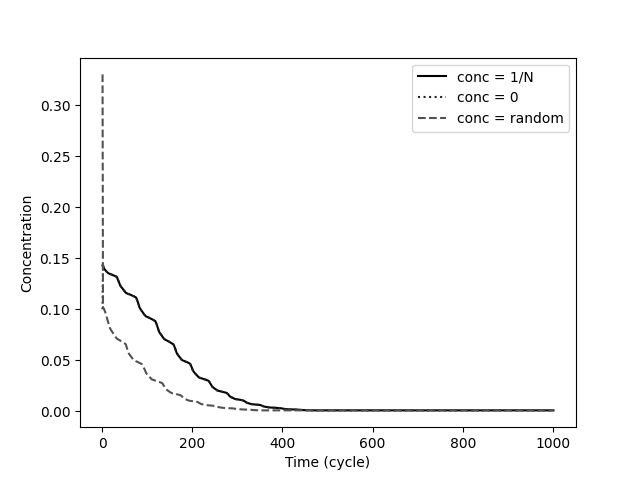 conc = 1/N
conc = 0
conc = random
0.30
0.25
0.20
0.15
0.10
0.05
0.00
Concentration
0 200 400 600 800 1000
Time (cycle)